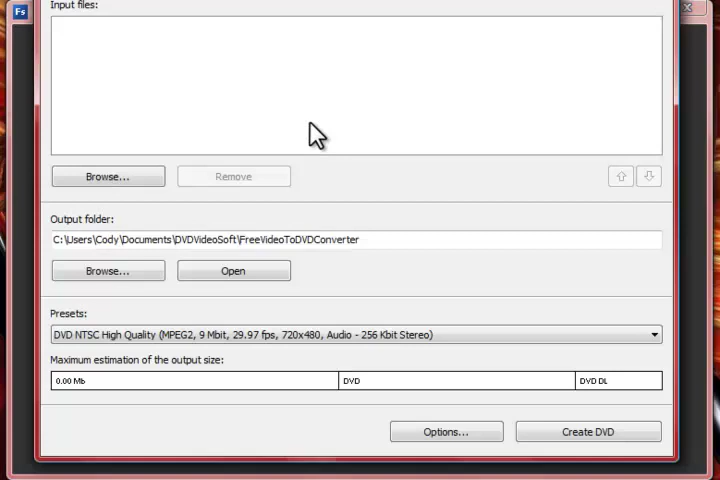 Fs
Input files:
Browse...
Remove
Output folder:
C:\Users\Cody\Documents\DVDVideoSoft\FreeVideoToDVDConverter
Browse...
Open
Presets:
DVD NTSC High Quality (MPEG2, 9 Mbit, 29.97 fps, 720x480, Audio - 256 Kbit Stereo)
Maximum estimation of the output size:
0.00 Mb DVD DVD DL
Options...
Create DVD